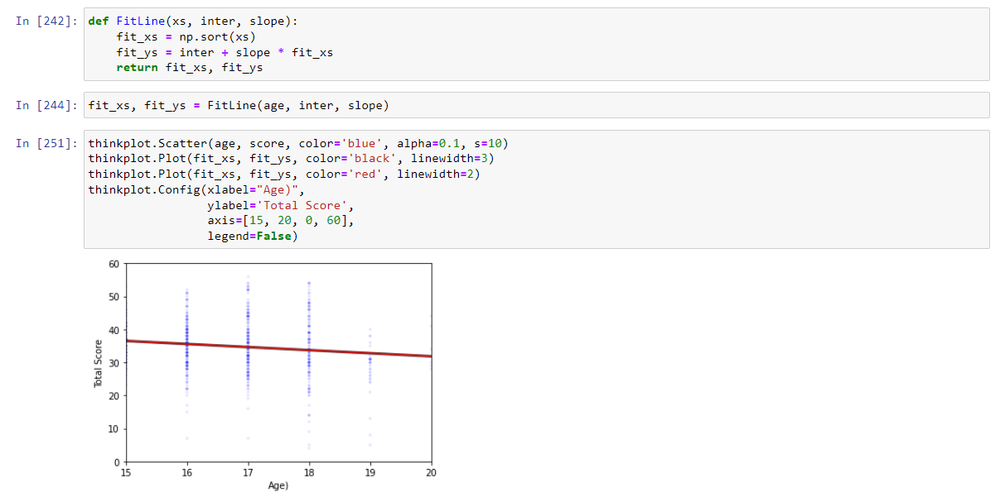 In [242]: def FitLine(xs, inter, slope):
    fit_xs = np.sort(xs)
    fit_ys = inter + slope * fit_xs
    return fit_xs, fit_ys
In [244]: fit_xs, fit_ys = FitLine(age, inter, slope)
In [251]: thinkplot.Scatter(age, score, color='blue', alpha=0.1, s=10)
thinkplot.Plot(fit_xs, fit_ys, color='black', linewidth=3)
thinkplot.Plot(fit_xs, fit_ys, color='red', linewidth=2)
thinkplot.Config(xlabel="Age)",
                 ylabel='Total Score',
                 axis=[15, 20, 0, 60],
                 legend=False)
60
50
40
30
20
10
0
Total Score
15 16 17 18 19 20
Age)